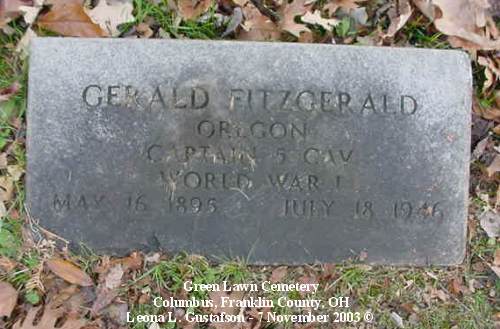 GERALD FITZGERALD
OREGON
CAPTAIN 5 CAV
WORLD WAR I
MAY 16 1895 JULY 18 1946
Green Lawn Cemetery
Columbus, Franklin County, OH
Leona L. Gustafson - 7 November 2003 ©